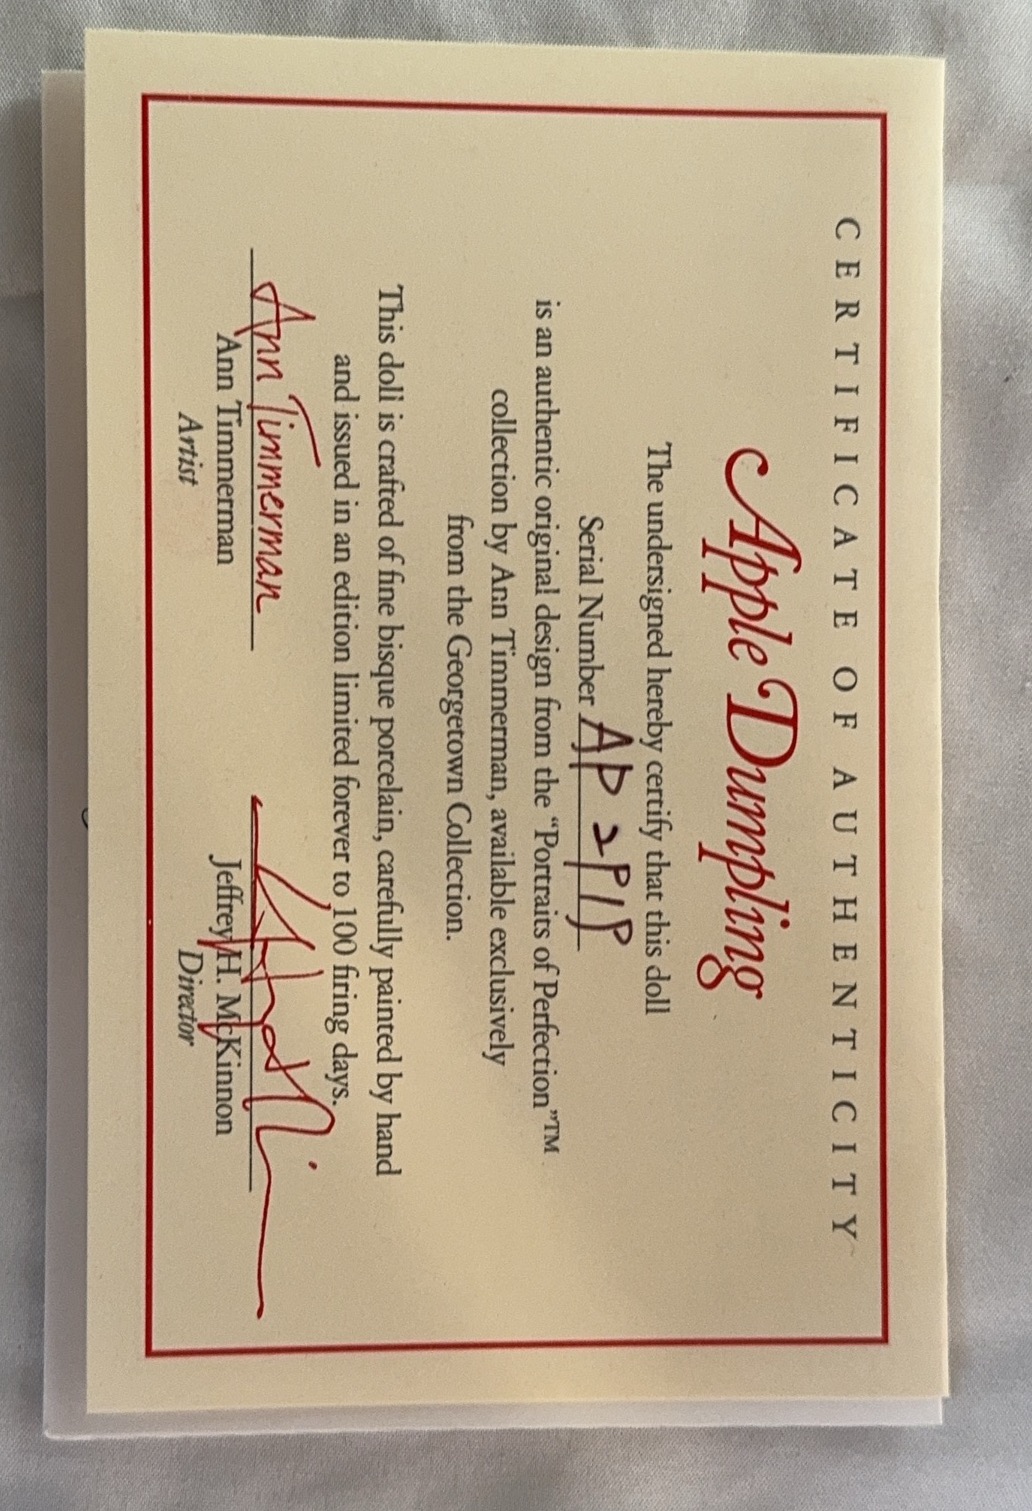 CERTIFICATE OF AUTHENTICITY
Apple Dumpling
The undersigned hereby certify that this doll
Serial Number
is an authentic original design from the “Portraits of Perfection”™
collection by Ann Timmerman, available exclusively
from the Georgetown Collection.
This doll is crafted of fine bisque porcelain, carefully painted by hand
and issued in an edition limited forever to 100 firing days.
Ann Timmerman
Ann Timmerman
Artist
Jeffrey H. McKinnon
Director